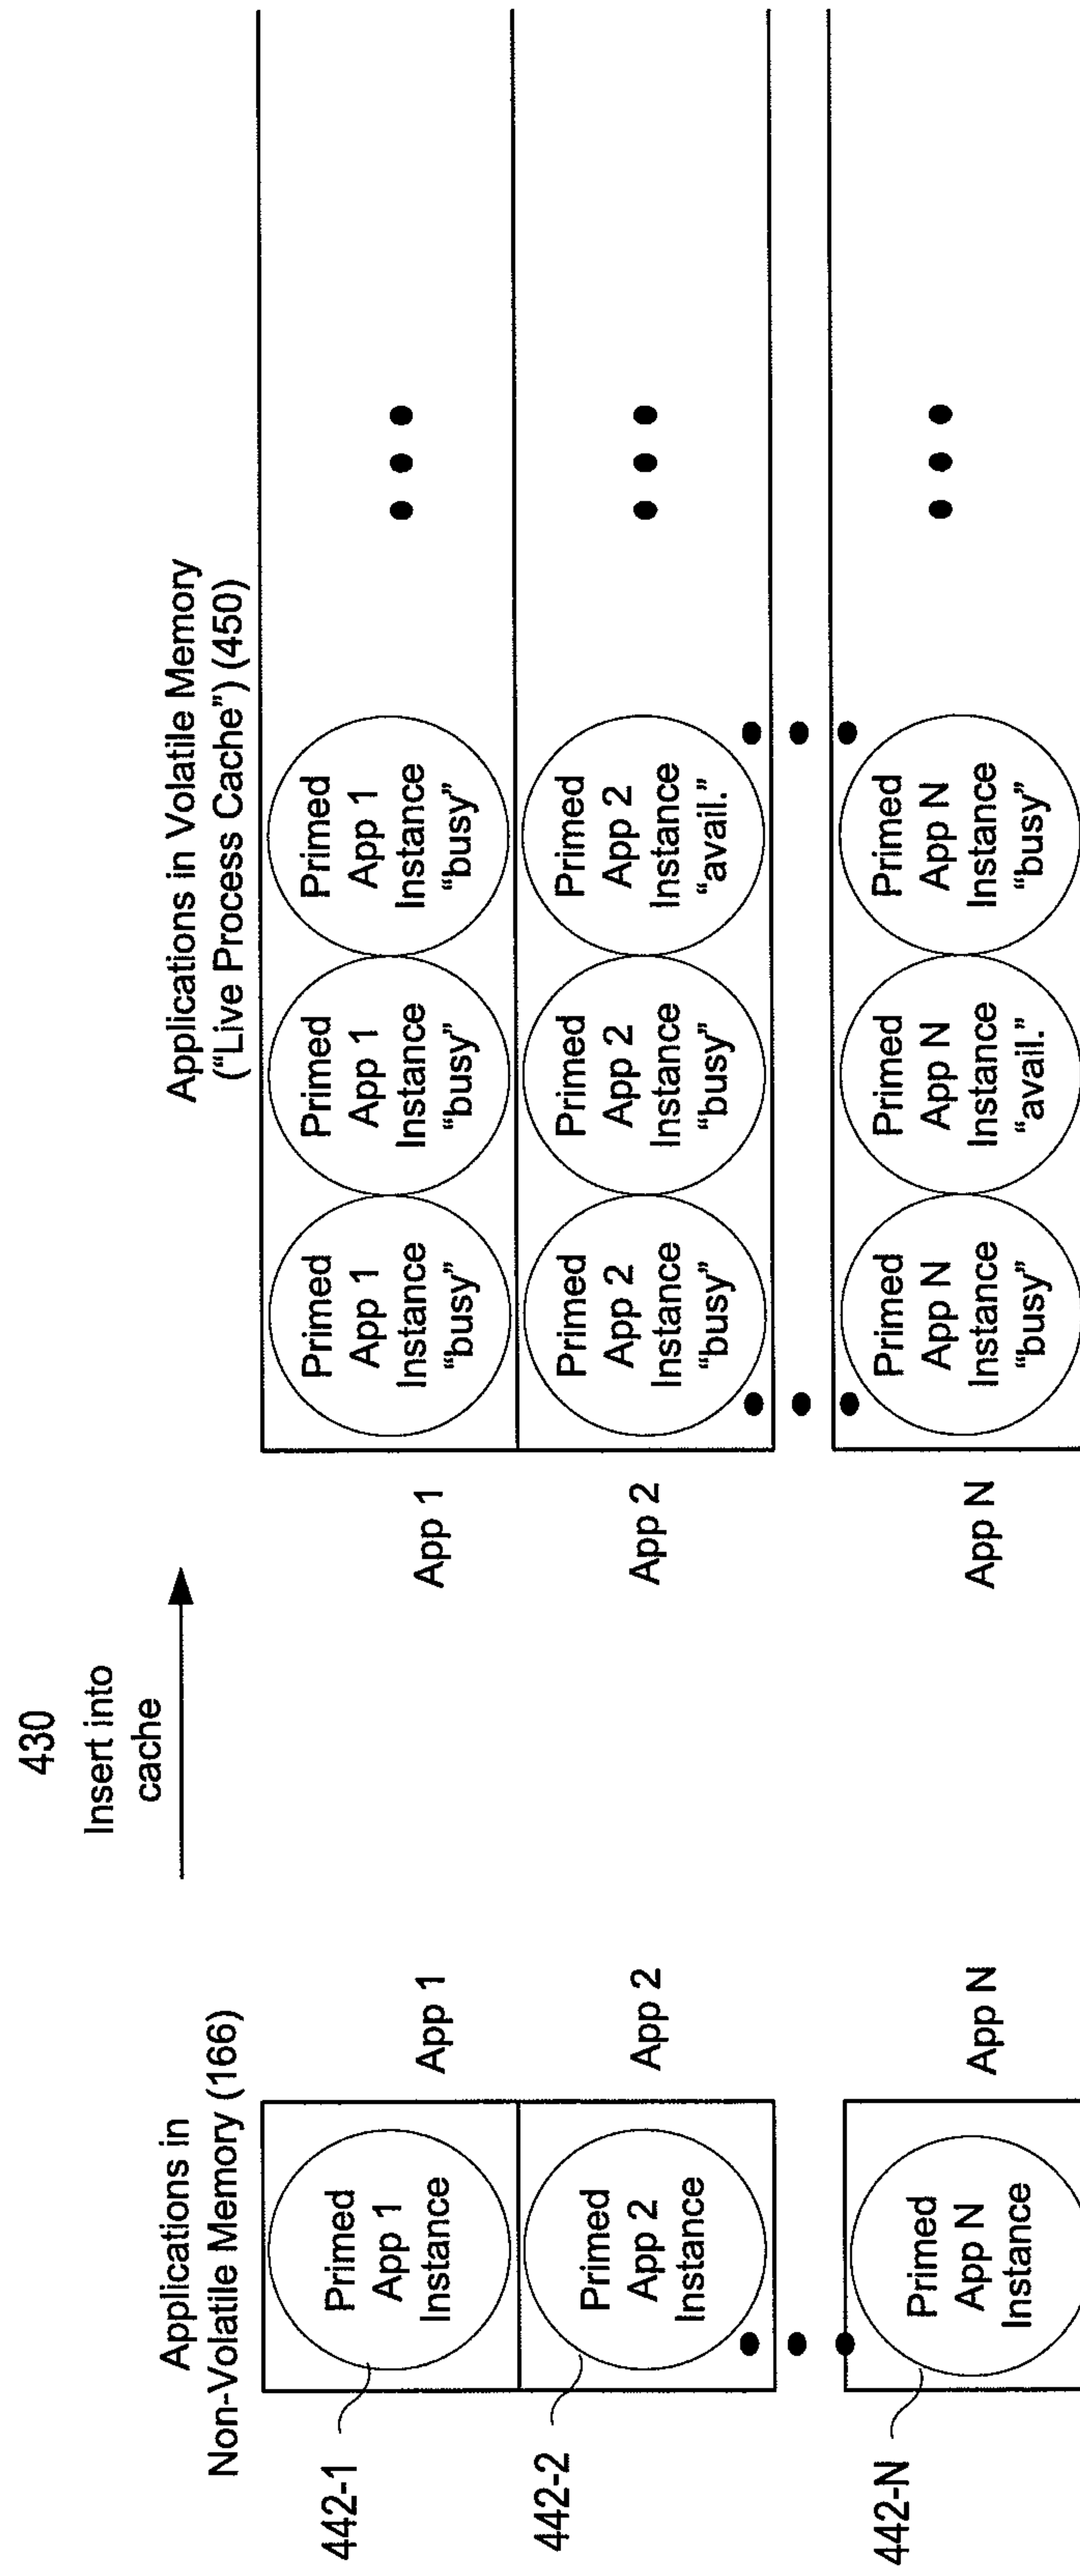 430
Insert into
cache
Applications in
Non-Volatile Memory (166)
442-1
Primed
App 1
Instance
App 1
442-2
Primed
App 2
Instance
App 2
442-N
Primed
App N
Instance
App N
Applications in Volatile Memory
(“Live Process Cache”) (450)
App 1
Primed
App 1
Instance
“busy”
Primed
App 1
Instance
“busy”
Primed
App 1
Instance
“busy”
App 2
Primed
App 2
Instance
“busy”
Primed
App 2
Instance
“busy”
Primed
App 2
Instance
“avail.”
App N
Primed
App N
Instance
“busy”
Primed
App N
Instance
“avail.”
Primed
App N
Instance
“busy”